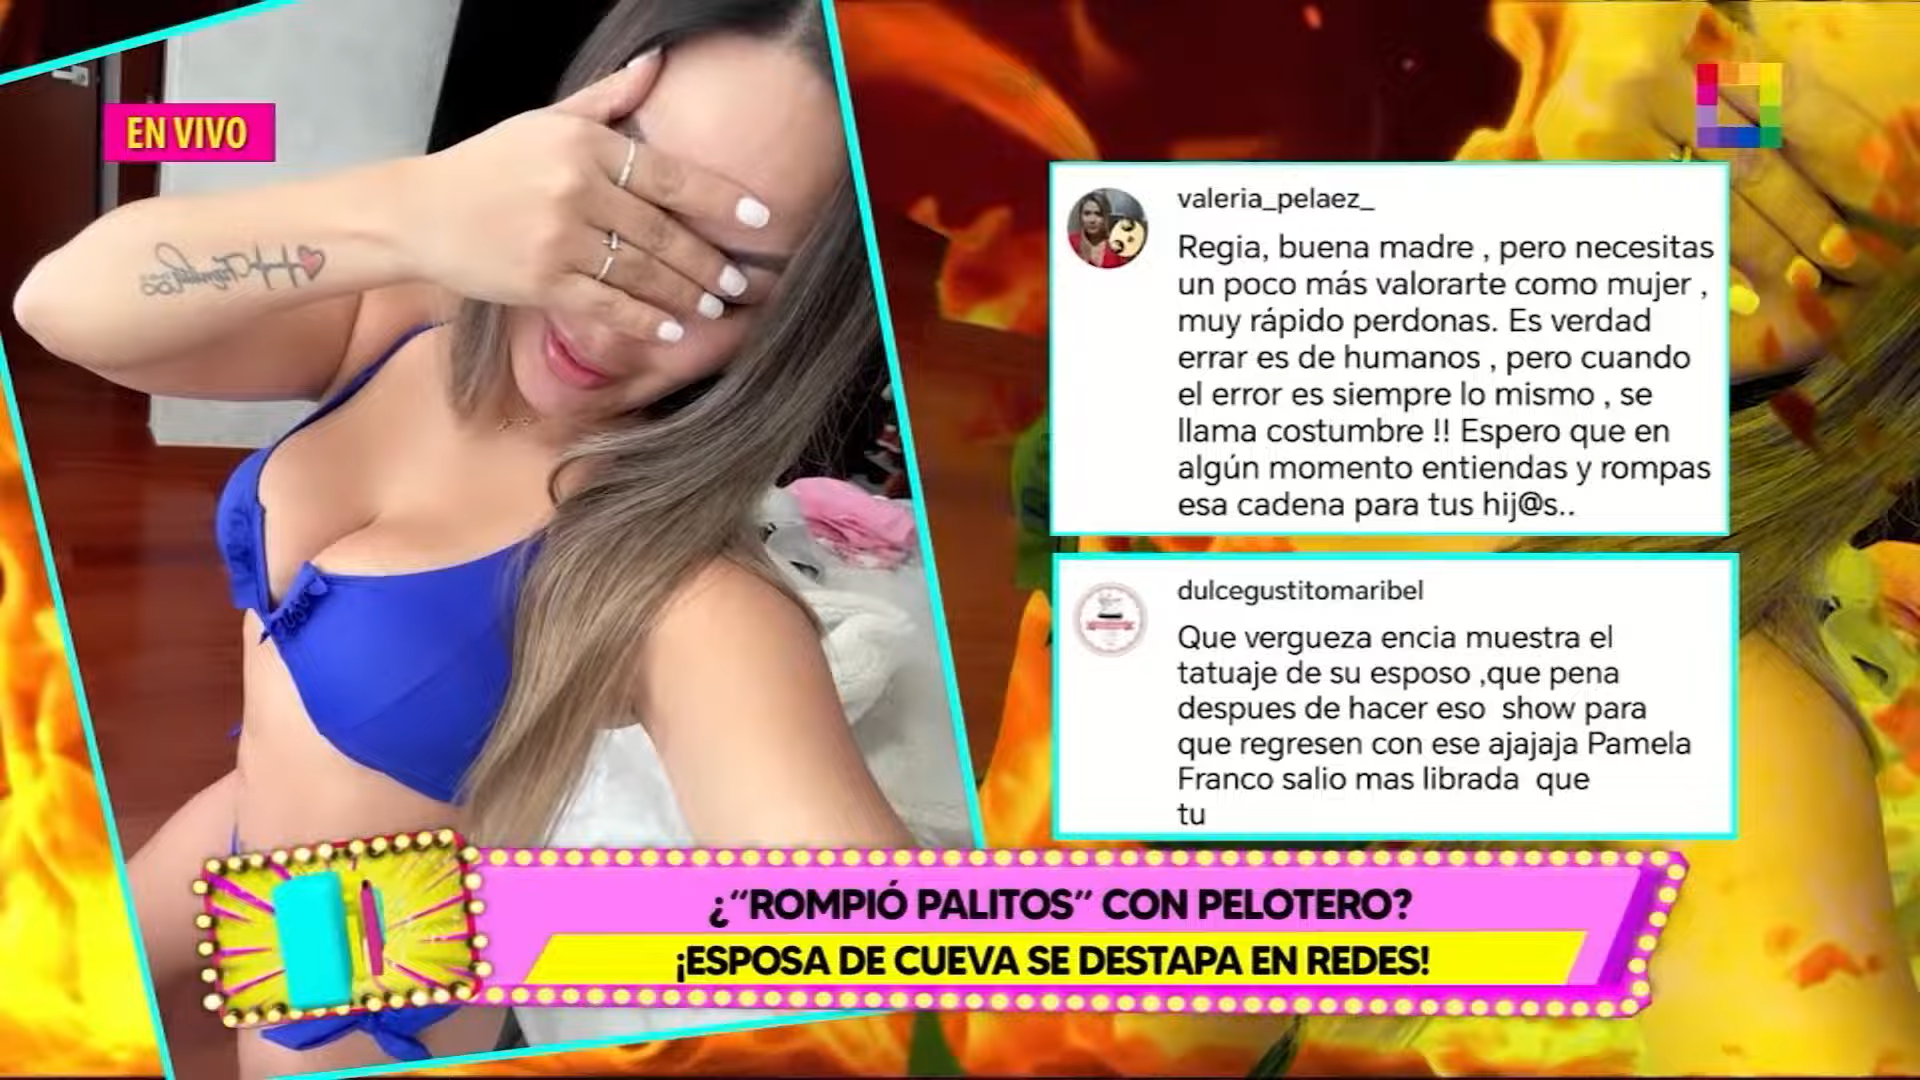 EN VIVO
valeria_pelaez_
Regia, buena madre , pero necesitas
un poco más valorarte como mujer ,
muy rápido perdonas. Es verdad
errar es de humanos , pero cuando
el error es siempre lo mismo , se
llama costumbre !! Espero que en
algún momento entiendas y rompas
esa cadena para tus hij@s..
dulcegustitomaribel
Que vergueza encia muestra el
tatuaje de su esposo ,que pena
despues de hacer eso  show para
que regresen con ese ajajaja Pamela
Franco salio mas librada  que
tu
¿“ROMPIÓ PALITOS” CON PELOTERO?
¡ESPOSA DE CUEVA SE DESTAPA EN REDES!